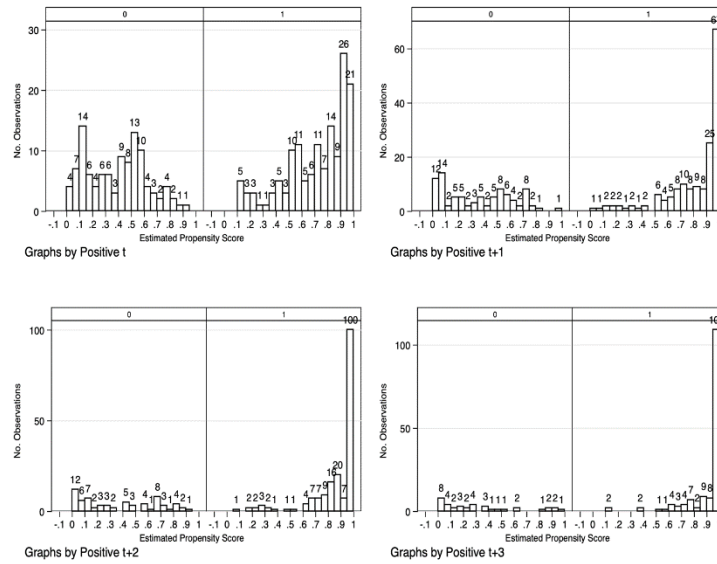 0 1
30
20
10
0
No. Observations
4 7 14 6 4 6 6 3 9 8 13 10 4 3 2 4 2 1 1
5 3 3 1 1 3 5 3 10 11 5 6 11 7 14 9 26 21
-.1 0 .1 .2 .3 .4 .5 .6 .7 .8 .9 1 -.1 0 .1 .2 .3 .4 .5 .6 .7 .8 .9 1
Estimated Propensity Score
Graphs by Positive t
0 1
60
40
20
0
No. Observations
12 14 2 5 5 2 3 5 2 5 8 6 4 2 8 2 1 1
1 1 2 2 2 1 2 1 2 6 4 5 8 10 8 9 8 25
-.1 0 .1 .2 .3 .4 .5 .6 .7 .8 .9 1 -.1 0 .1 .2 .3 .4 .5 .6 .7 .8 .9 1
Estimated Propensity Score
Graphs by Positive t+1
0 1
100
50
0
No. Observations
12 6 7 2 3 3 2 5 3 4 1 8 3 1 4 2 1
1 2 2 3 2 1 1 1 4 7 7 9 16 20 7 100
-.1 0 .1 .2 .3 .4 .5 .6 .7 .8 .9 1 -.1 0 .1 .2 .3 .4 .5 .6 .7 .8 .9 1
Estimated Propensity Score
Graphs by Positive t+2
0 1
100
50
0
No. Observations
8 4 2 3 2 4 3 1 1 1 2 1 2 2 1
2 2 1 1 4 3 4 7 2 9 8
-.1 0 .1 .2 .3 .4 .5 .6 .7 .8 .9 1 -.1 0 .1 .2 .3 .4 .5 .6 .7 .8 .9 1
Estimated Propensity Score
Graphs by Positive t+3